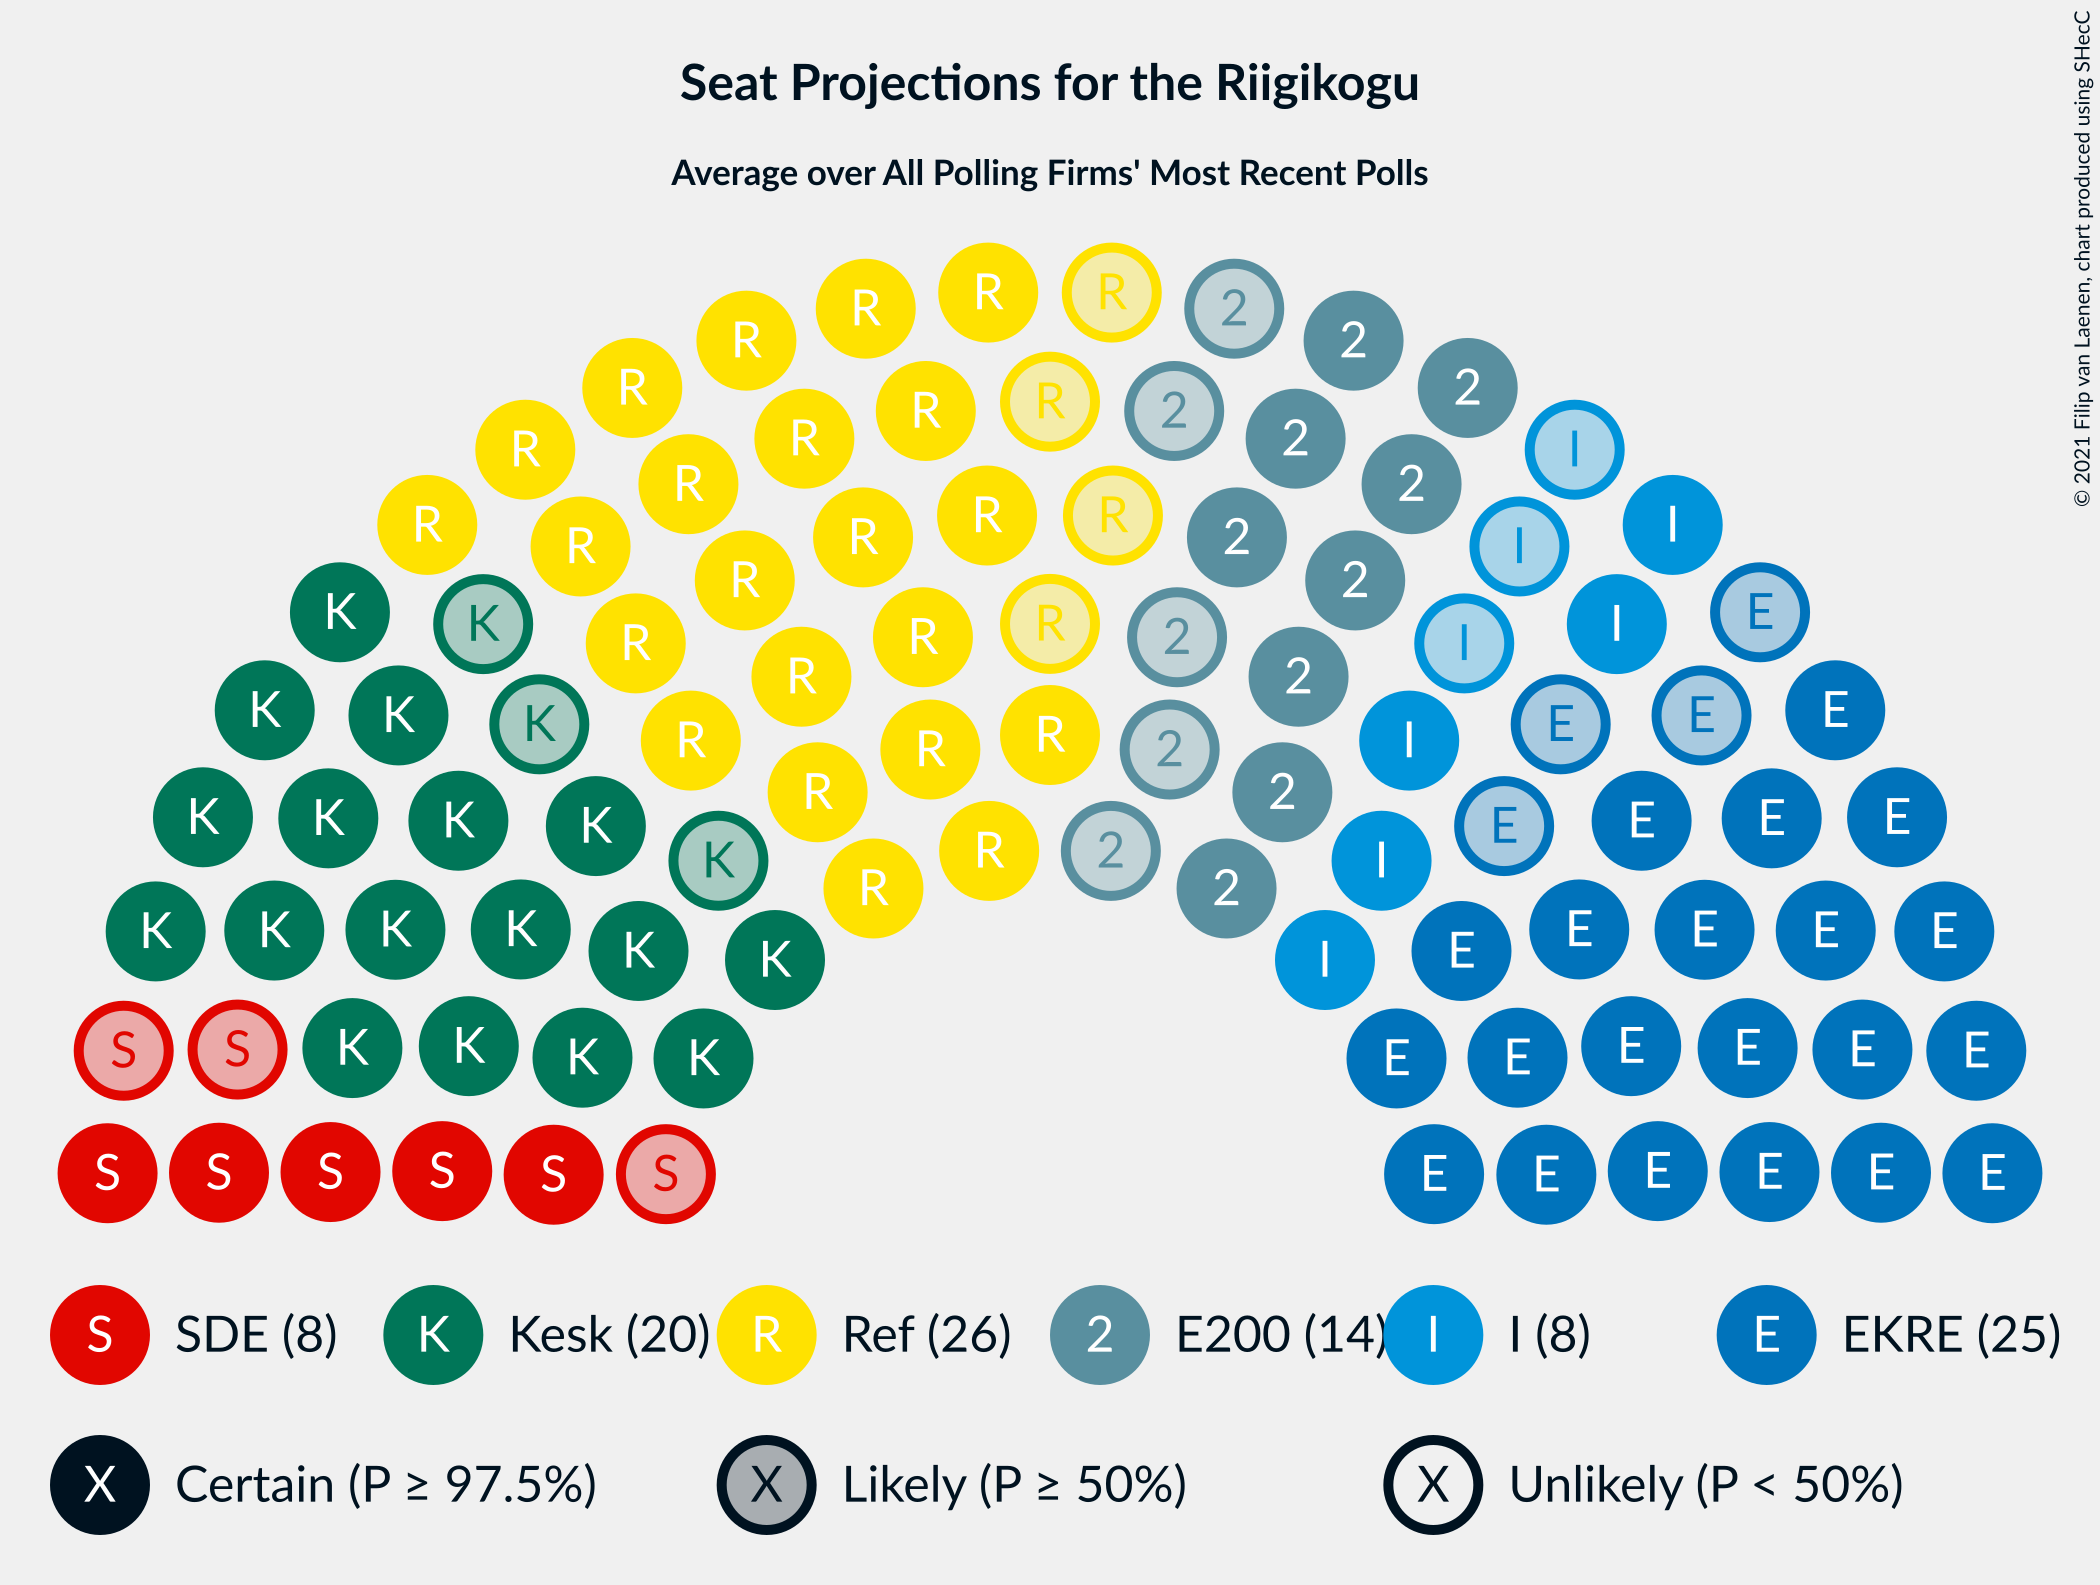 Seat Projections for the Riigikogu
Average over All Polling Firms' Most Recent Polls
© 2021 Filip van Laenen, chart produced using SHecC
R R R 2 2
R R R 2 2 2
R R R R 2 2 I
R R R R 2 2 I I
K K R R R R 2 2 I I E
K K K R R R R 2 2 I I E E E
K K K K K R R 2 2 I E E E E
K K K K K K R R 2 2 I I E E E E E
S S K K K K E E E E E E
S S S S S S E E E E E E
S SDE (8) K Kesk (20) R Ref (26) 2 E200 (14) I I (8) E EKRE (25)
X Certain (P ≥ 97.5%) X Likely (P ≥ 50%) X Unlikely (P < 50%)